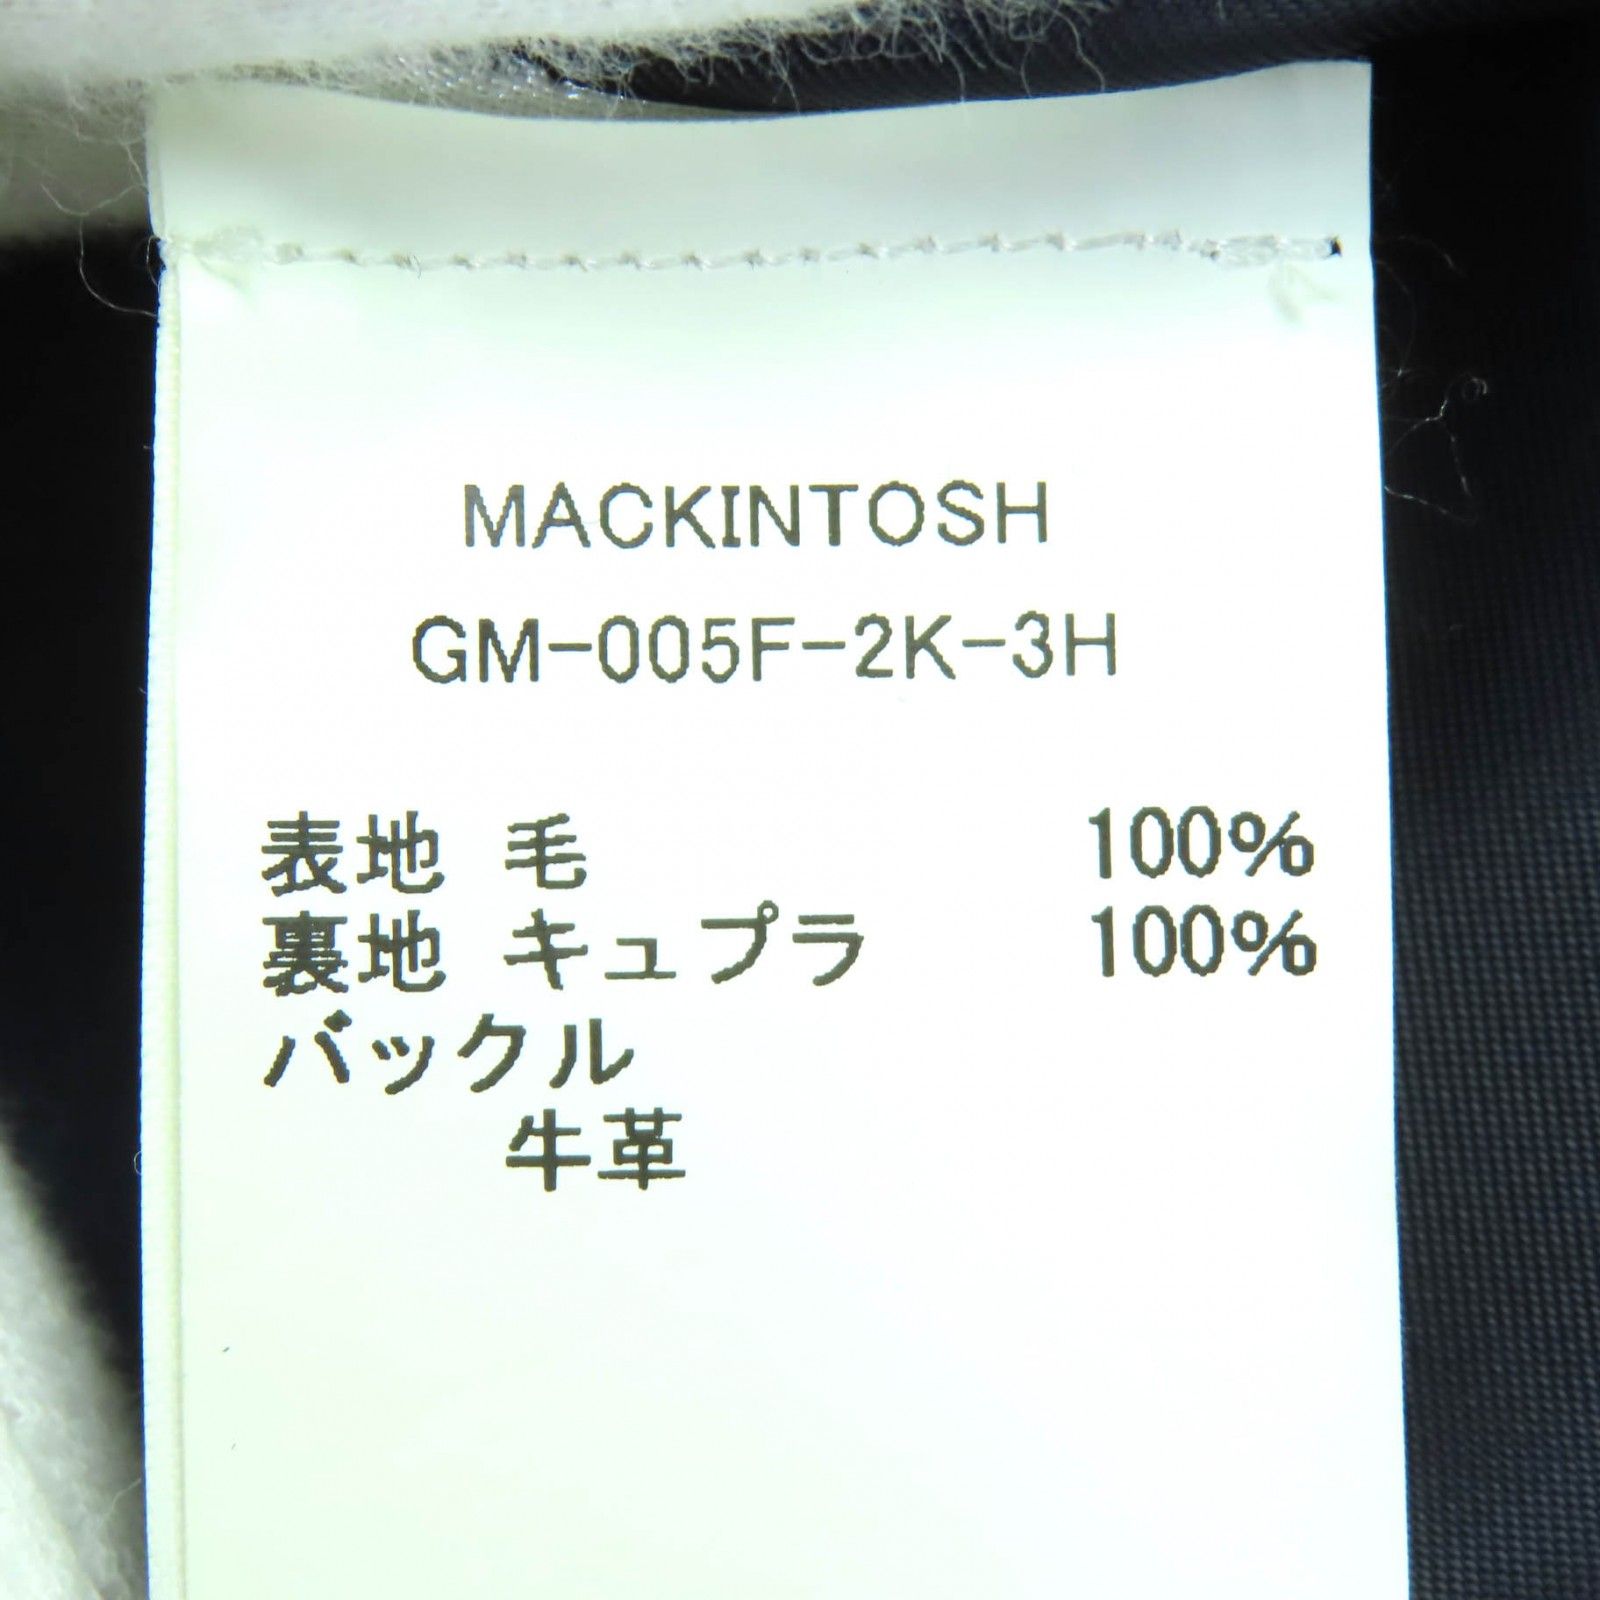 MACKINTOSH
GM-005F-2K-3H
表地 毛 100%
裏地 キュプラ 100%
バックル
牛革